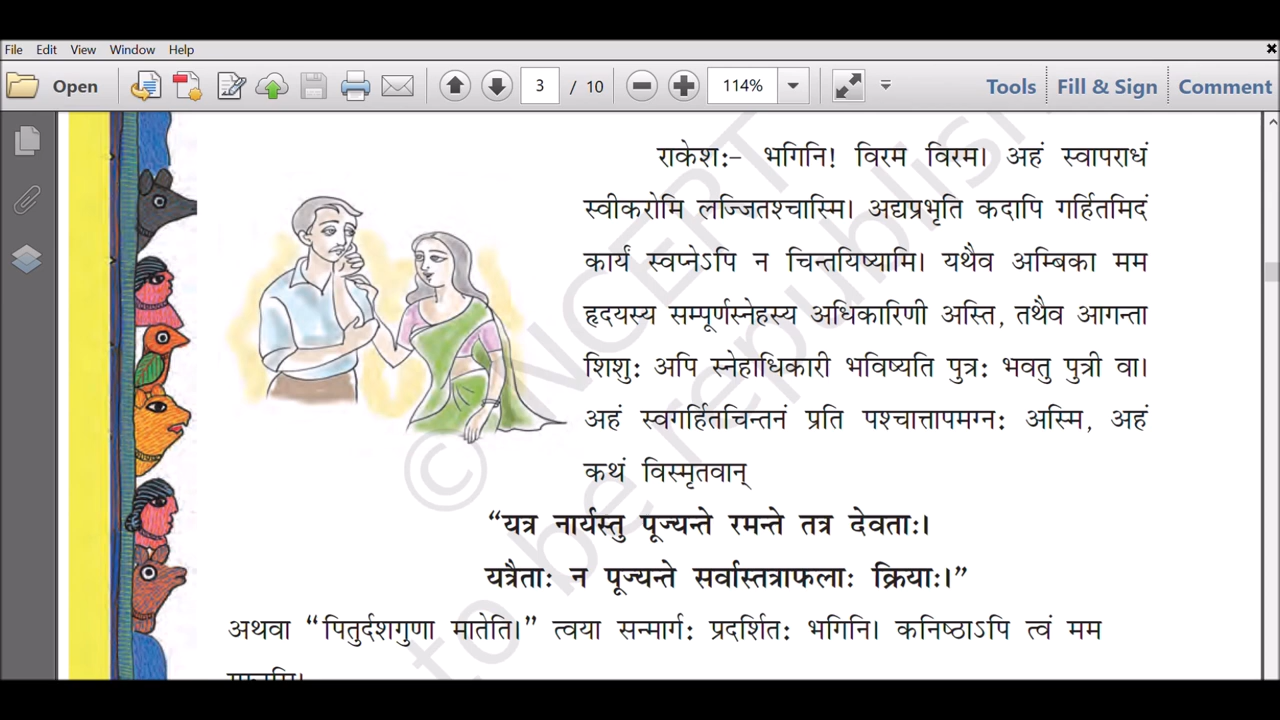 File Edit View Window Help
Open 3 / 10 114% Tools Fill & Sign Comment
राकेश:– भगिनि! विरम विरम। अहं स्वापराधं
स्वीकरोमि लज्जितश्चास्मि। अद्यप्रभृति कदापि गर्हितमिदं
कार्यं स्वप्नेऽपि न चिन्तयिष्यामि। यथैव अम्बिका मम
हृदयस्य सम्पूर्णस्नेहस्य अधिकारिणी अस्ति, तथैव आगन्ता
शिशु: अपि स्नेहाधिकारी भविष्यति पुत्र: भवतु पुत्री वा।
अहं स्वगर्हितचिन्तनं प्रति पश्चात्तापमग्न: अस्मि, अहं
कथं विस्मृतवान्
“यत्र नार्यस्तु पूज्यन्ते रमन्ते तत्र देवताः।
यत्रैताः न पूज्यन्ते सर्वास्तत्राफलाः क्रियाः।”
अथवा “पितुर्दशगुणा मातेति।” त्वया सन्मार्ग: प्रदर्शित: भगिनि। कनिष्ठाऽपि त्वं मम
© NCERT
to be republish